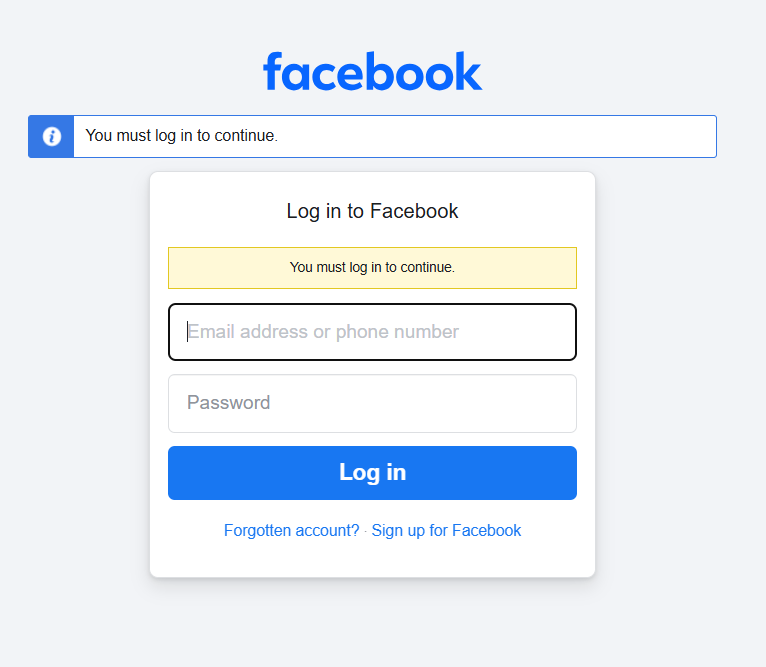 facebook
You must log in to continue.
Log in to Facebook
You must log in to continue.
Email address or phone number
Password
Log in
Forgotten account? · Sign up for Facebook